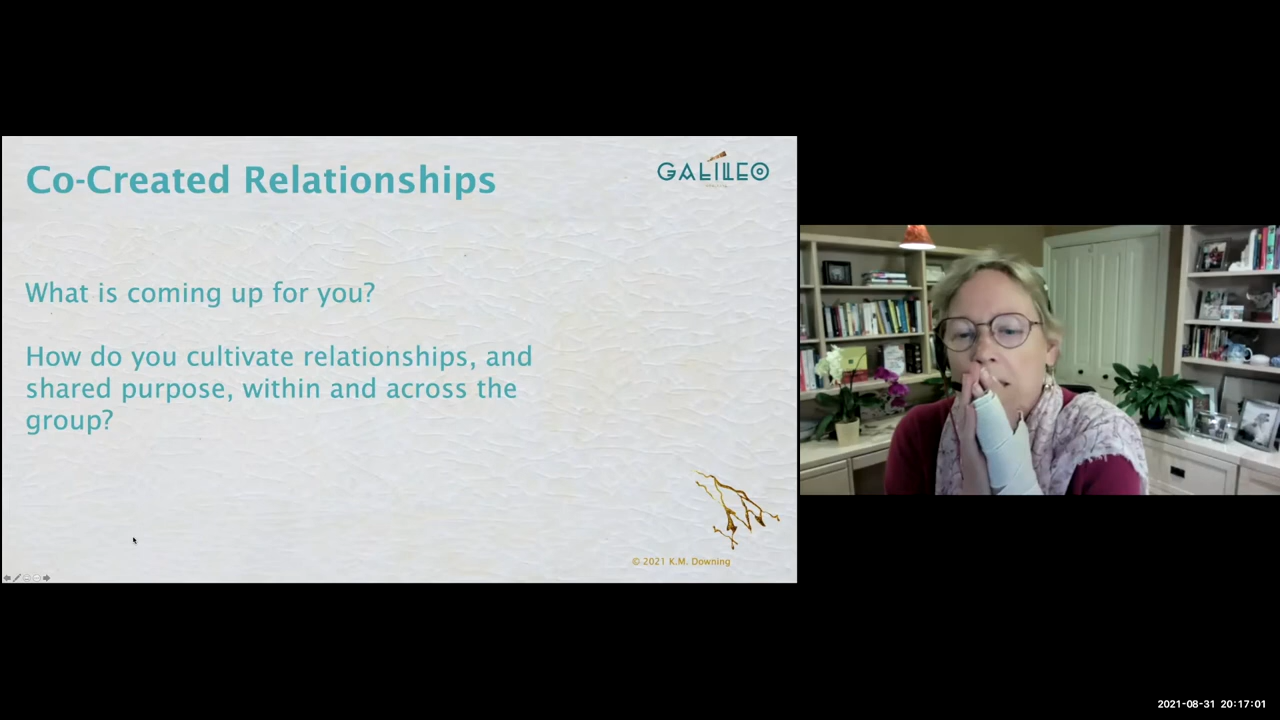 Co-Created Relationships
GALILEO
What is coming up for you?
How do you cultivate relationships, and
shared purpose, within and across the
group?
© 2021 K.M. Downing
2021-08-31 20:17:01